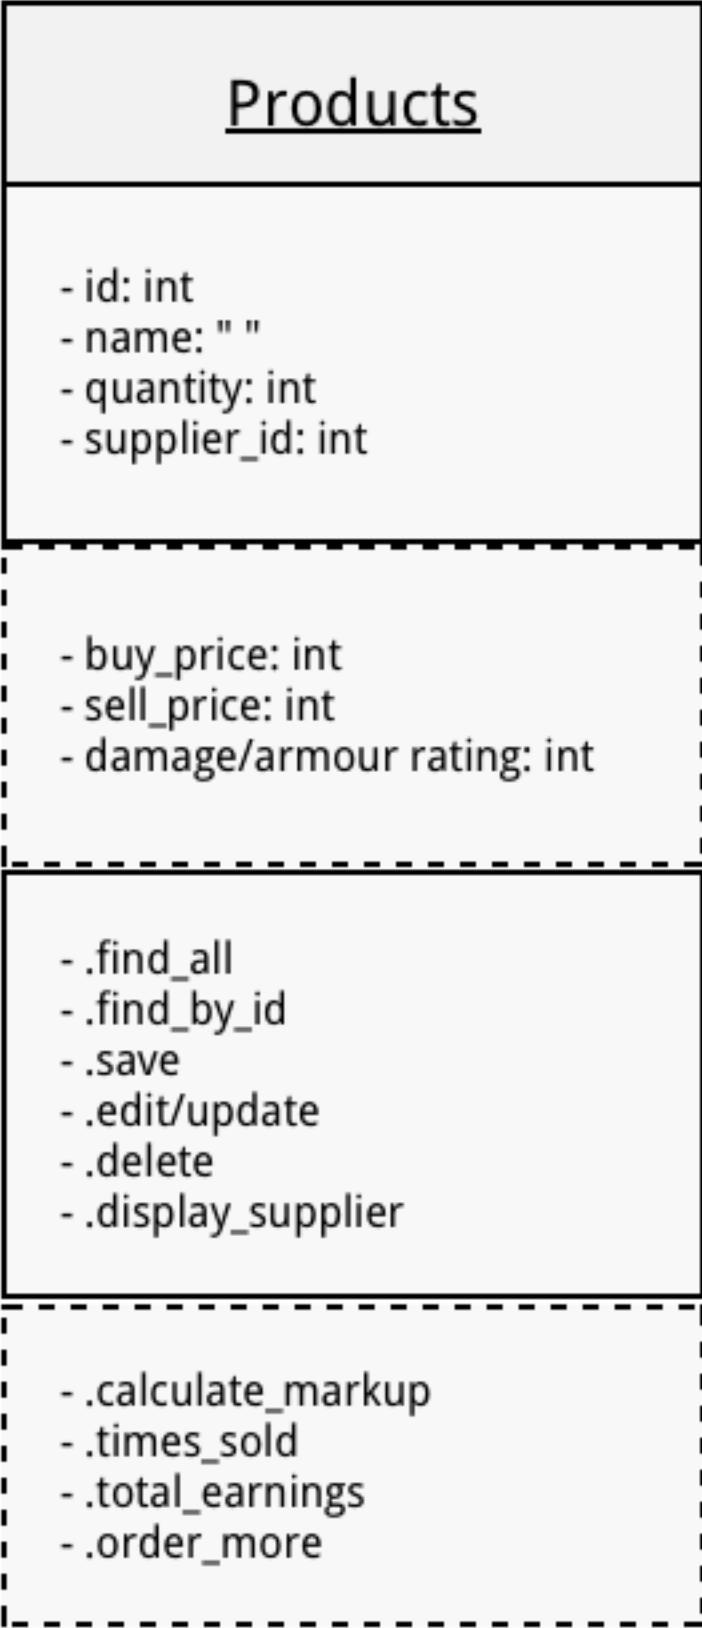 Products
- id: int
- name: " "
- quantity: int
- supplier_id: int
- buy_price: int
- sell_price: int
- damage/armour rating: int
- .find_all
- .find_by_id
- .save
- .edit/update
- .delete
- .display_supplier
- .calculate_markup
- .times_sold
- .total_earnings
- .order_more